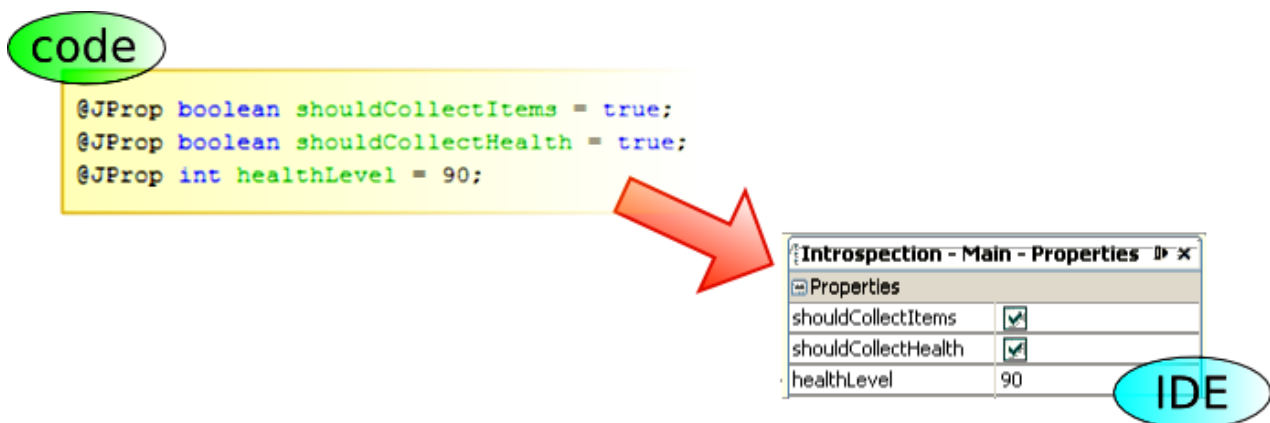 code
@JProp boolean shouldCollectItems = true;
@JProp boolean shouldCollectHealth = true;
@JProp int healthLevel = 90;
Introspection - Main - Properties
Properties
shouldCollectItems
shouldCollectHealth
healthLevel 90
IDE